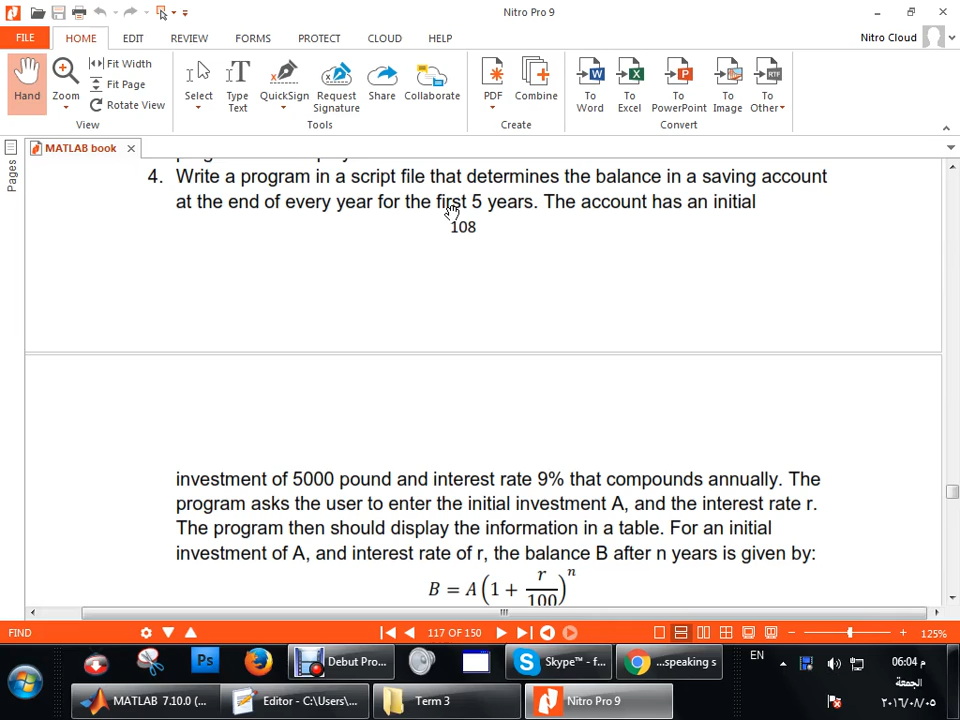 Nitro Pro 9
FILE
HOME
EDIT
REVIEW
FORMS
PROTECT
CLOUD
HELP
Nitro Cloud
Hand
Zoom
Fit Width
Fit Page
Rotate View
Select
Type Text
QuickSign
Request Signature
Share
Collaborate
PDF
Combine
To Word
To Excel
To PowerPoint
To Image
To Other
View
Tools
Create
Convert
MATLAB book
Pages
4. Write a program in a script file that determines the balance in a saving account
at the end of every year for the first 5 years. The account has an initial
108
investment of 5000 pound and interest rate 9% that compounds annually. The
program asks the user to enter the initial investment A, and the interest rate r.
The program then should display the information in a table. For an initial
investment of A, and interest rate of r, the balance B after n years is given by:
B = A(1 + r/100)^n
FIND
117 OF 150
125%
Ps
Debut Pro...
Skype™ - f...
...speaking s
EN
٠6:04 م
الجمعة
٢٠١٦/٠٨/٠٥
MATLAB 7.10.0 (...
Editor - C:\Users\...
Term 3
Nitro Pro 9